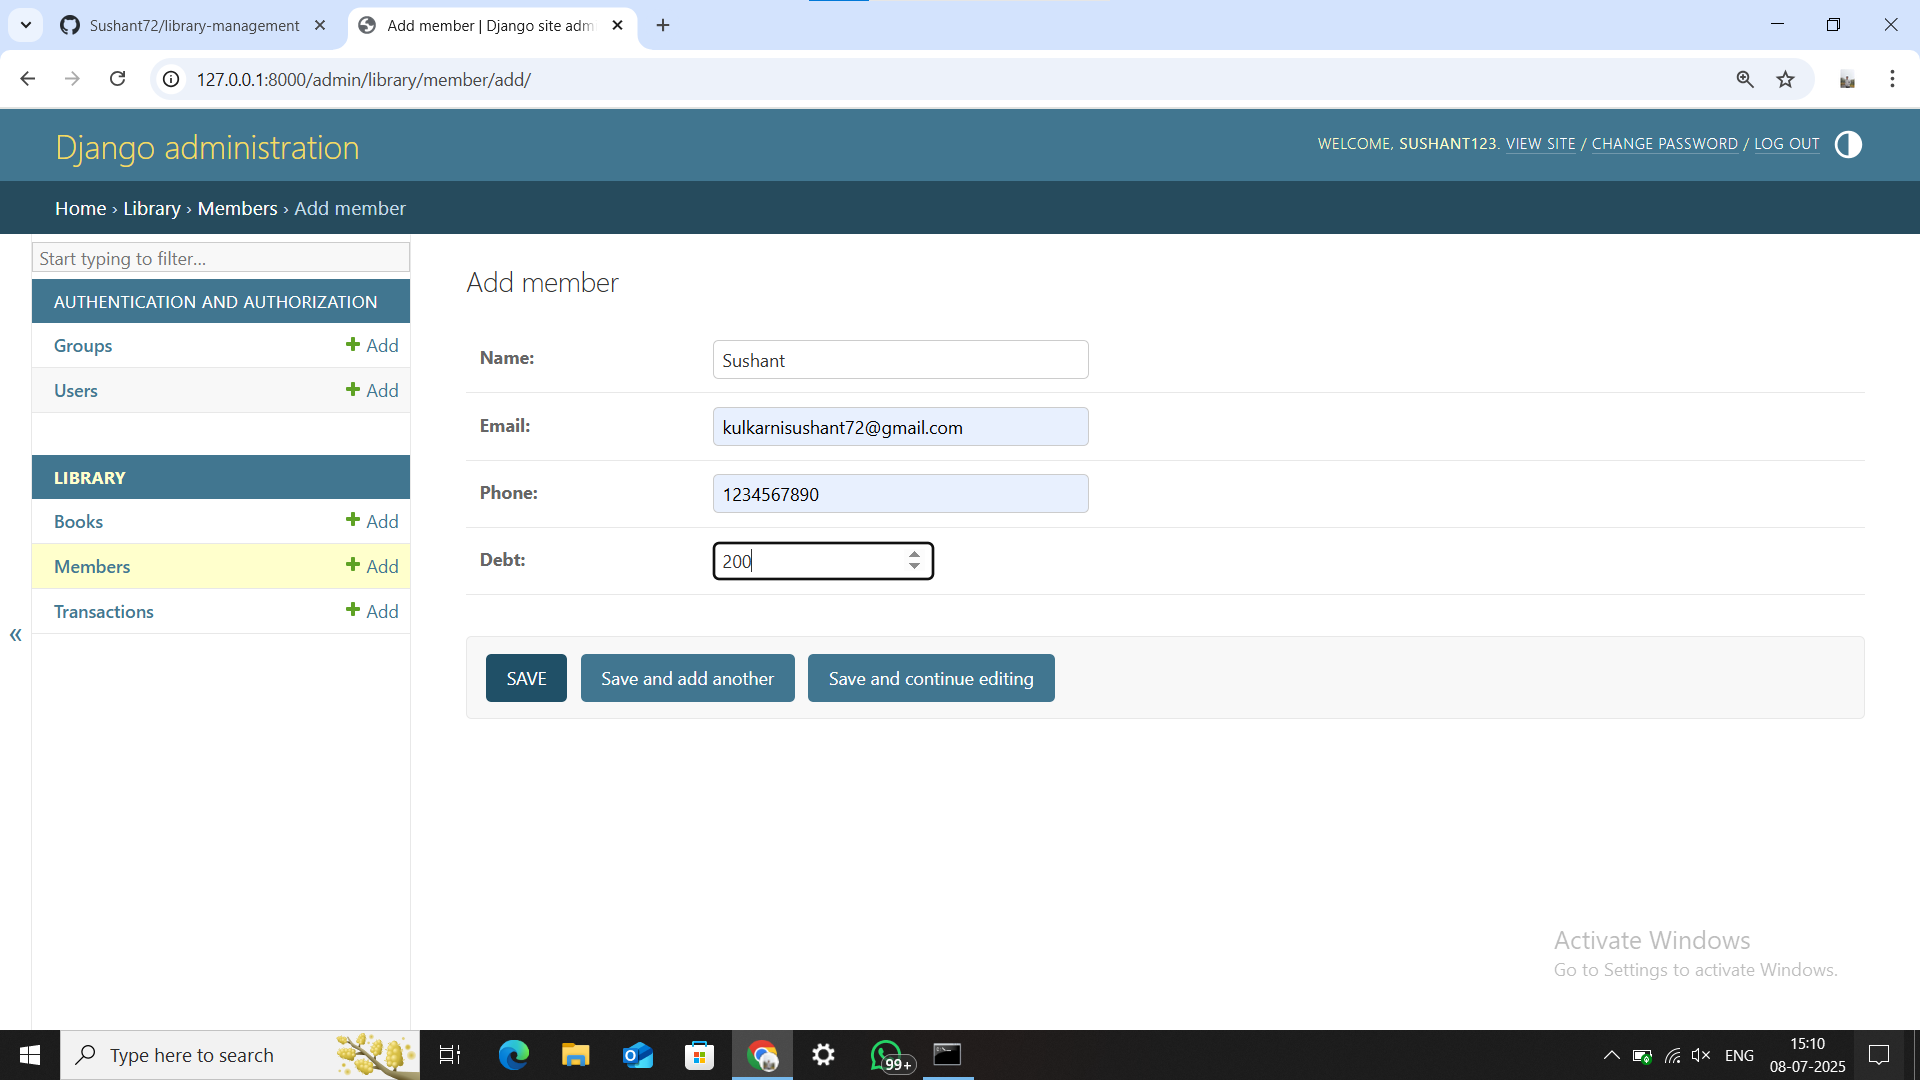 Sushant72/library-management
Add member | Django site adm
127.0.0.1:8000/admin/library/member/add/
Django administration
WELCOME, SUSHANT123. VIEW SITE / CHANGE PASSWORD / LOG OUT
Home › Library › Members › Add member
Start typing to filter...
AUTHENTICATION AND AUTHORIZATION
Groups + Add
Users + Add
LIBRARY
Books + Add
Members + Add
Transactions + Add
«
Add member
Name: Sushant
Email: kulkarnisushant72@gmail.com
Phone: 1234567890
Debt: 200
SAVE Save and add another Save and continue editing
Activate Windows
Go to Settings to activate Windows.
Type here to search
99+
ENG
15:10
08-07-2025